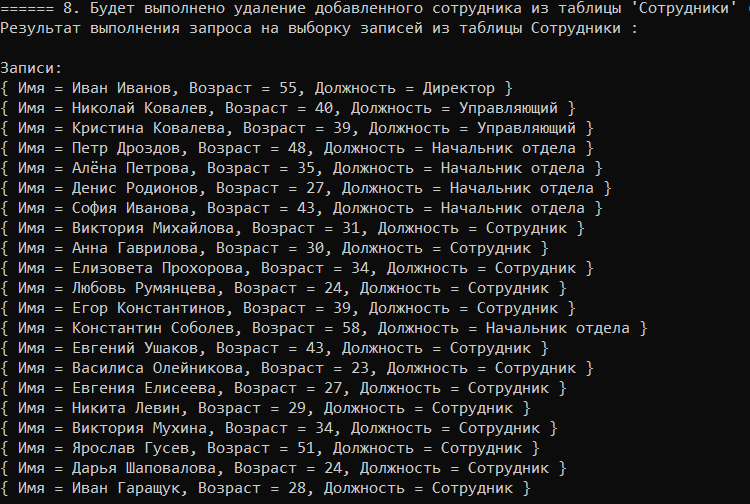 ====== 8. Будет выполнено удаление добавленного сотрудника из таблицы 'Сотрудники' (
Результат выполнения запроса на выборку записей из таблицы Сотрудники :
Записи:
{ Имя = Иван Иванов, Возраст = 55, Должность = Директор }
{ Имя = Николай Ковалев, Возраст = 40, Должность = Управляющий }
{ Имя = Кристина Ковалева, Возраст = 39, Должность = Управляющий }
{ Имя = Петр Дроздов, Возраст = 48, Должность = Начальник отдела }
{ Имя = Алёна Петрова, Возраст = 35, Должность = Начальник отдела }
{ Имя = Денис Родионов, Возраст = 27, Должность = Начальник отдела }
{ Имя = София Иванова, Возраст = 43, Должность = Начальник отдела }
{ Имя = Виктория Михайлова, Возраст = 31, Должность = Сотрудник }
{ Имя = Анна Гаврилова, Возраст = 30, Должность = Сотрудник }
{ Имя = Елизовета Прохорова, Возраст = 34, Должность = Сотрудник }
{ Имя = Любовь Румянцева, Возраст = 24, Должность = Сотрудник }
{ Имя = Егор Константинов, Возраст = 39, Должность = Сотрудник }
{ Имя = Константин Соболев, Возраст = 58, Должность = Начальник отдела }
{ Имя = Евгений Ушаков, Возраст = 43, Должность = Сотрудник }
{ Имя = Василиса Олейникова, Возраст = 23, Должность = Сотрудник }
{ Имя = Евгения Елисеева, Возраст = 27, Должность = Сотрудник }
{ Имя = Никита Левин, Возраст = 29, Должность = Сотрудник }
{ Имя = Виктория Мухина, Возраст = 34, Должность = Сотрудник }
{ Имя = Ярослав Гусев, Возраст = 51, Должность = Сотрудник }
{ Имя = Дарья Шаповалова, Возраст = 24, Должность = Сотрудник }
{ Имя = Иван Гаращук, Возраст = 28, Должность = Сотрудник }